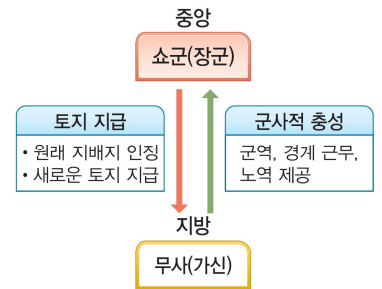 중앙
쇼군(장군)
토지 지급
• 원래 지배지 인징
• 새로운 토지 지급
군사적 충성
군역, 경계 근무,
노역 제공
지방
무사(가신)